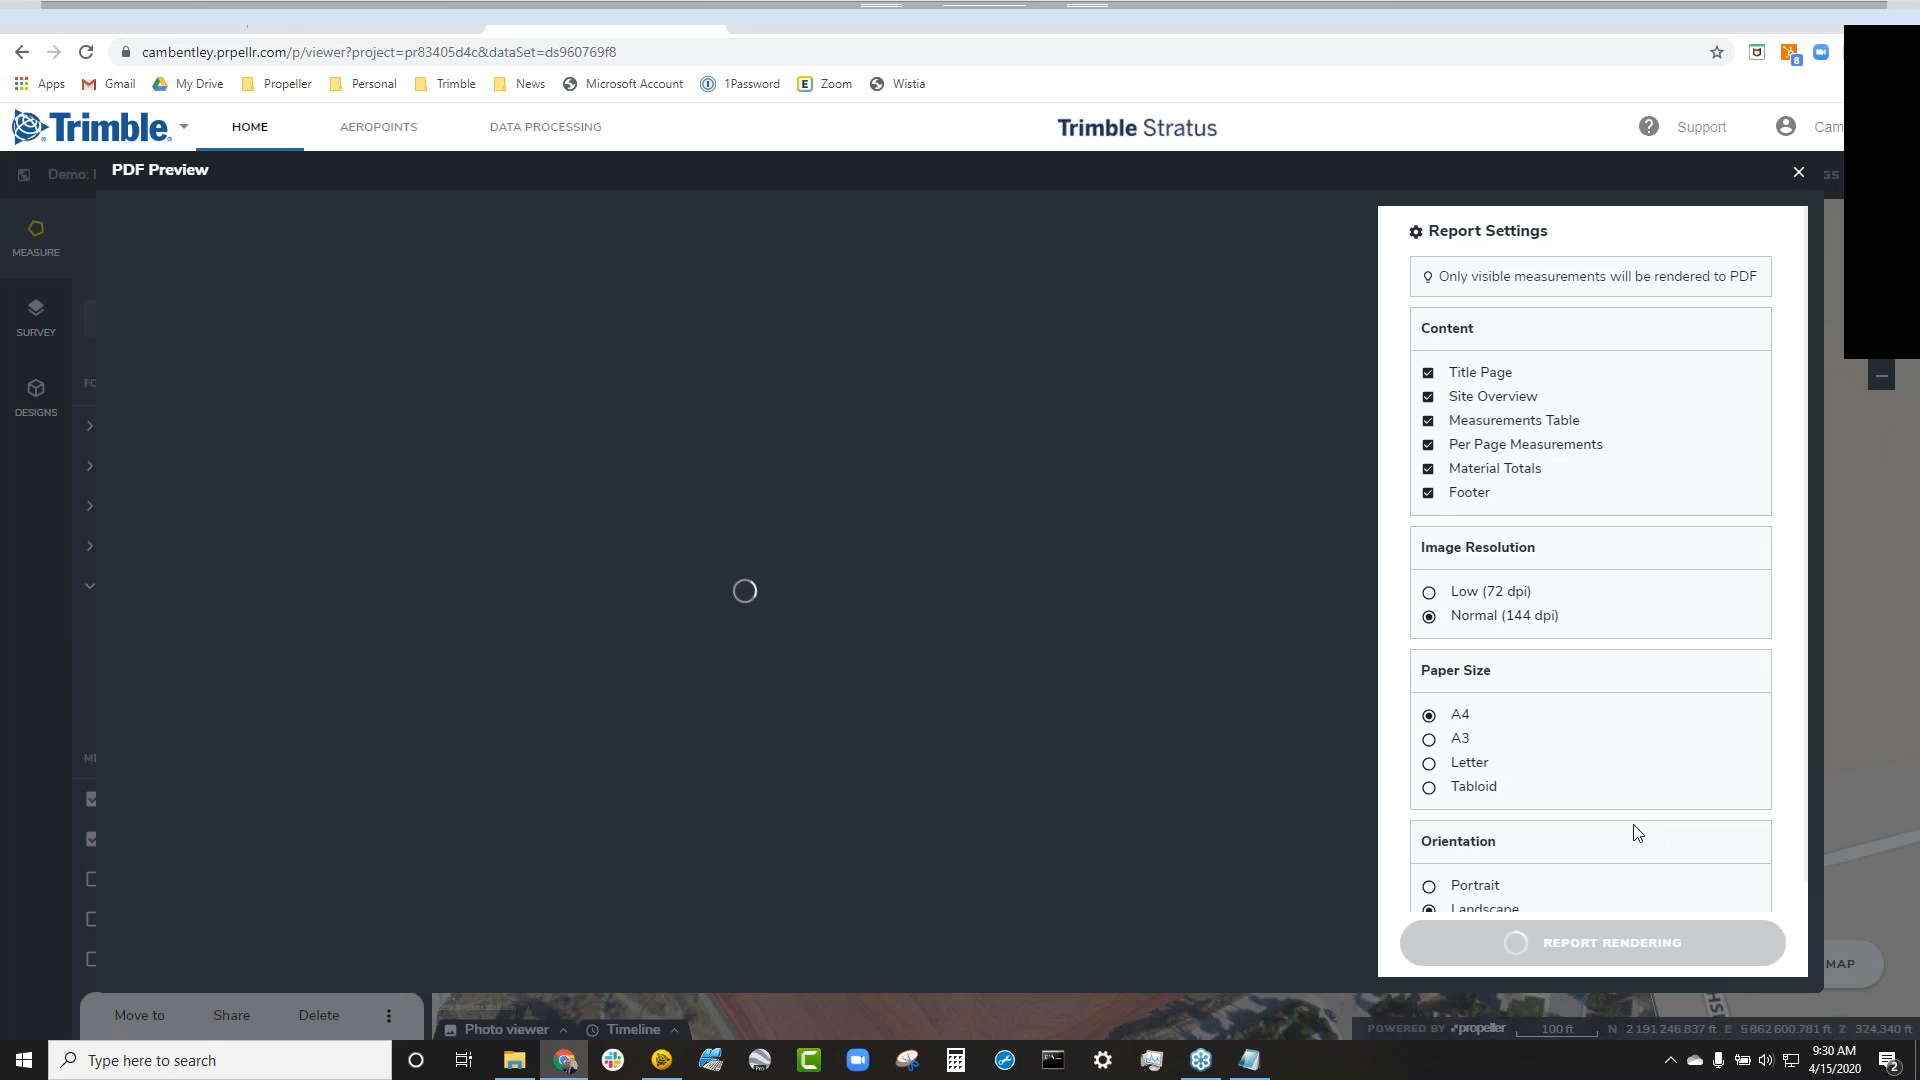 cambentley.prpellr.com/p/viewer?project=pr83405d4c&dataSet=ds960769f8
8
Apps Gmail My Drive Propeller Personal Trimble News Microsoft Account 1Password Zoom Wistia
Trimble HOME AEROPOINTS DATA PROCESSING Trimble Stratus Support Cam
Demo:
PDF Preview
MEASURE
SURVEY
DESIGNS
Report Settings
Only visible measurements will be rendered to PDF
Content
Title Page
Site Overview
Measurements Table
Per Page Measurements
Material Totals
Footer
Image Resolution
Low (72 dpi)
Normal (144 dpi)
Paper Size
A4
A3
Letter
Tabloid
Orientation
Portrait
Landscape
REPORT RENDERING
MAP
Move to Share Delete
Photo viewer Timeline
POWERED BY propeller 100 ft N 2 191 246.837 ft E 5 862 600.781 ft Z 324.340 ft
Type here to search
9:30 AM
4/15/2020
2